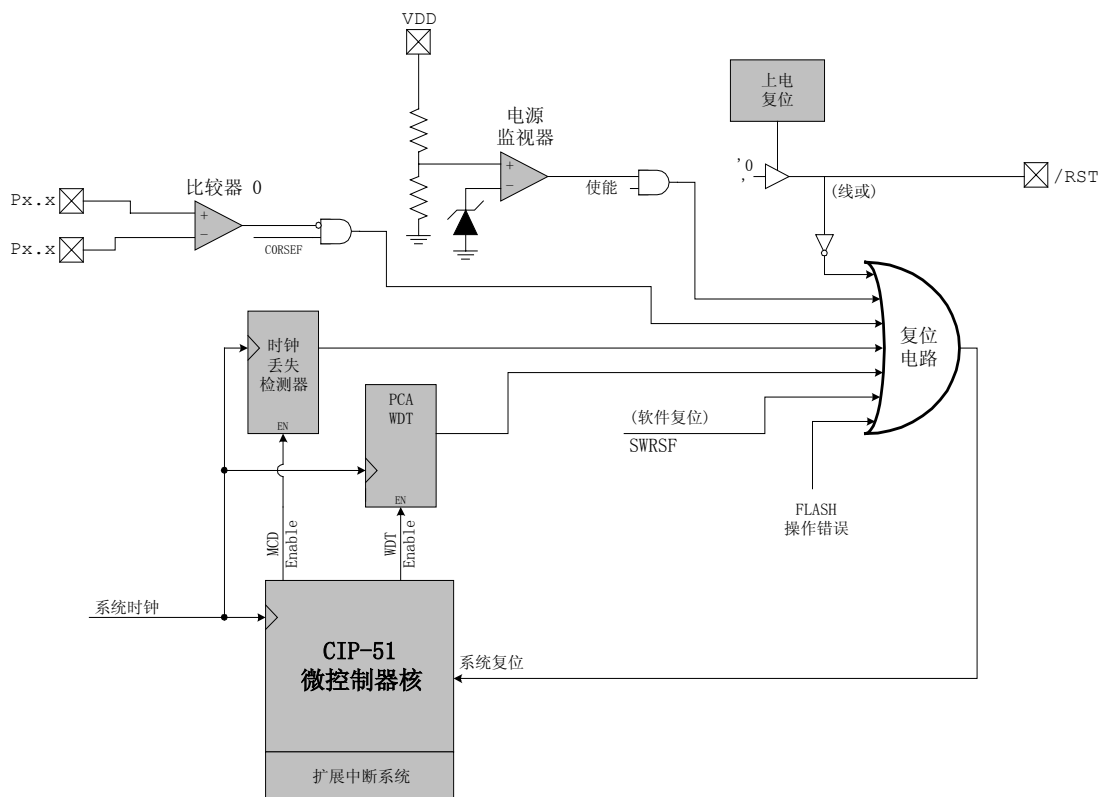 VDD
上电
复位
电源
监视器
+
−
使能
'0
'
(线或)
/RST
比较器 0
Px.x
Px.x
+
−
CORSEF
复位
电路
时钟
丢失
检测器
EN
PCA
WDT
EN
(软件复位)
SWRSF
FLASH
操作错误
MCD
Enable
WDT
Enable
系统时钟
CIP-51
微控制器核
系统复位
扩展中断系统